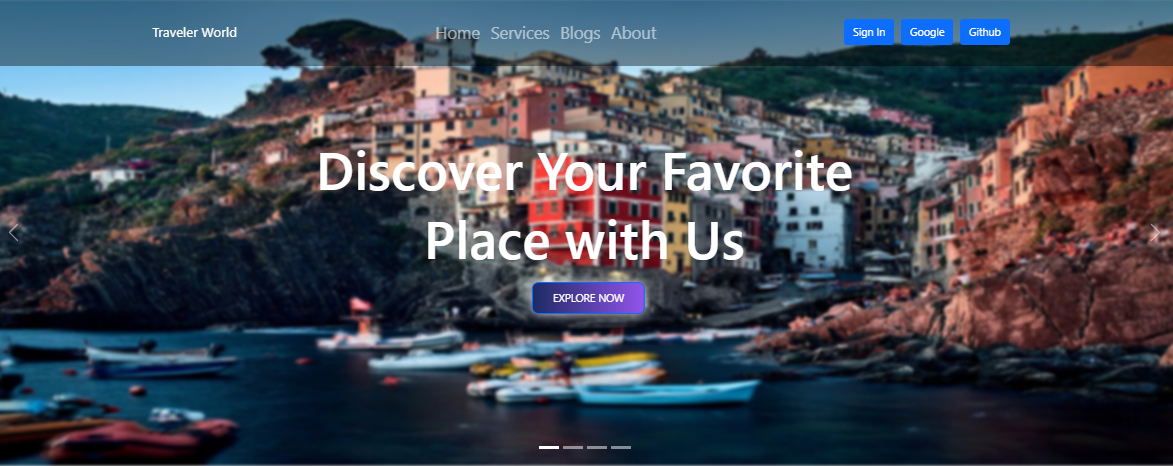 Traveler World
Home Services Blogs About
Sign In Google Github
Discover Your Favorite
Place with Us
EXPLORE NOW